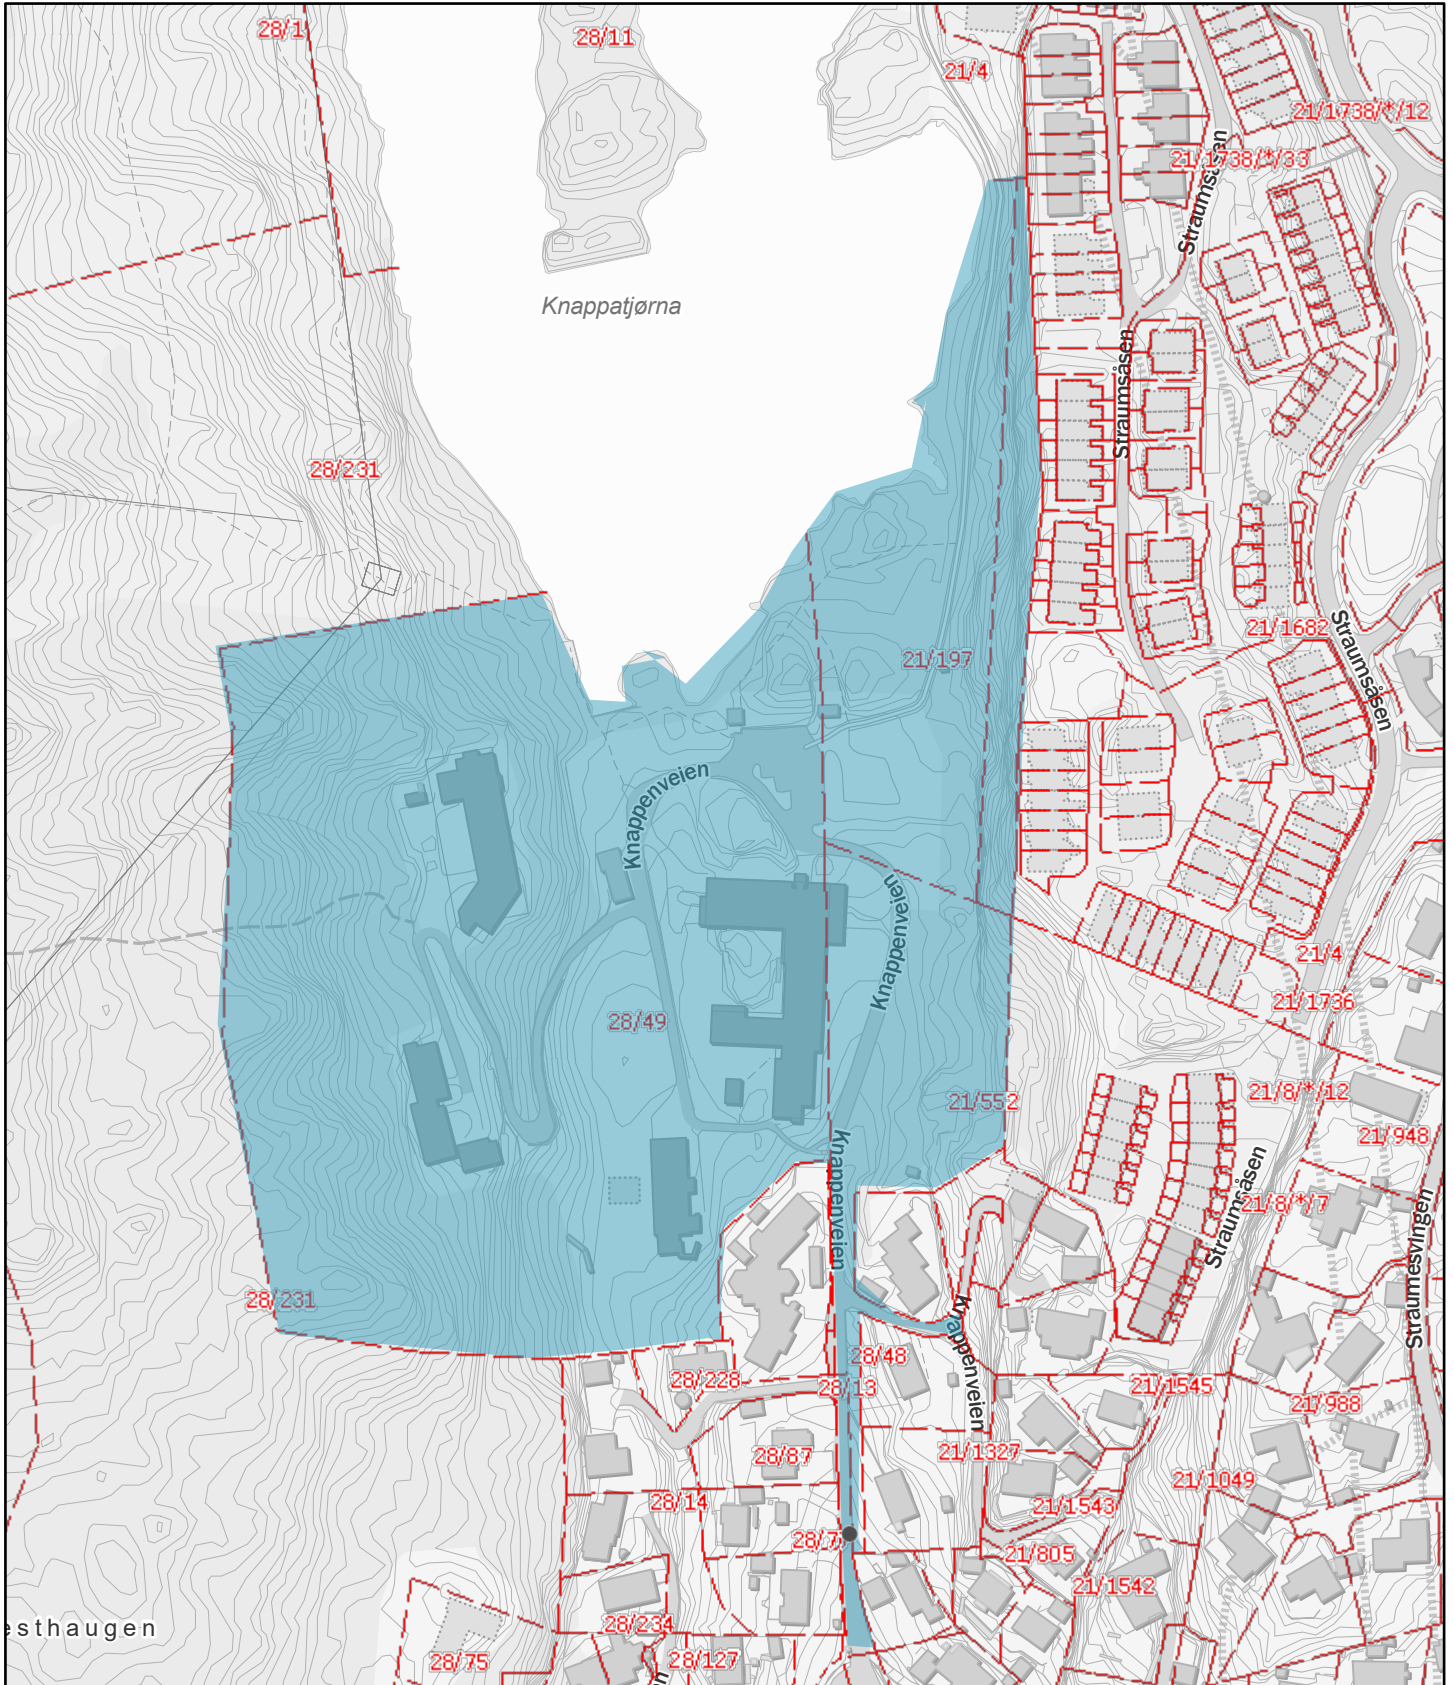 28/1
28/11
21/4
21/1738/*/12
21/1738/*/33
Straumsåsen
Knappatjørna
Straumsåsen
28/231
21/1682
Straumsåsen
21/197
Knappenveien
Knappenveien
21/4
21/1736
28/49
21/552
21/8/*/12
21/948
Knappenveien
Straumsåsen
21/8/*/7
Straumesvingen
28/231
Knappenveien
28/48
28/228
28/13
21/1545
21/988
28/87
21/1327
21/1049
28/14
21/1543
28/7
21/805
21/1542
esthaugen
28/234
28/75
28/127